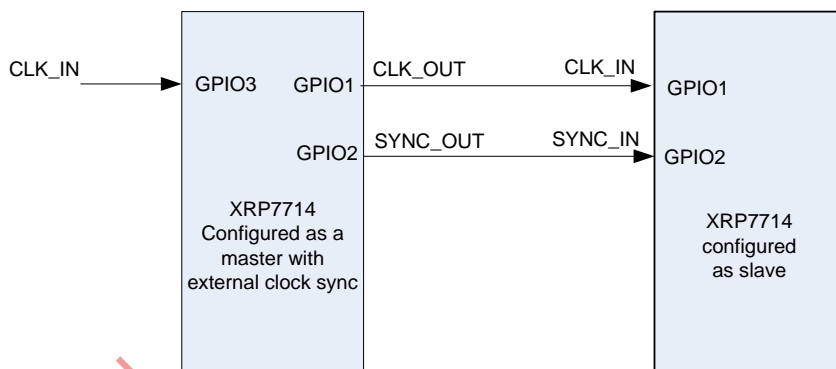 CLK_IN
GPIO3
GPIO1
CLK_OUT
CLK_IN
GPIO1
GPIO2
SYNC_OUT
SYNC_IN
GPIO2
XRP7714
Configured as a
master with
external clock sync
XRP7714
configured
as slave